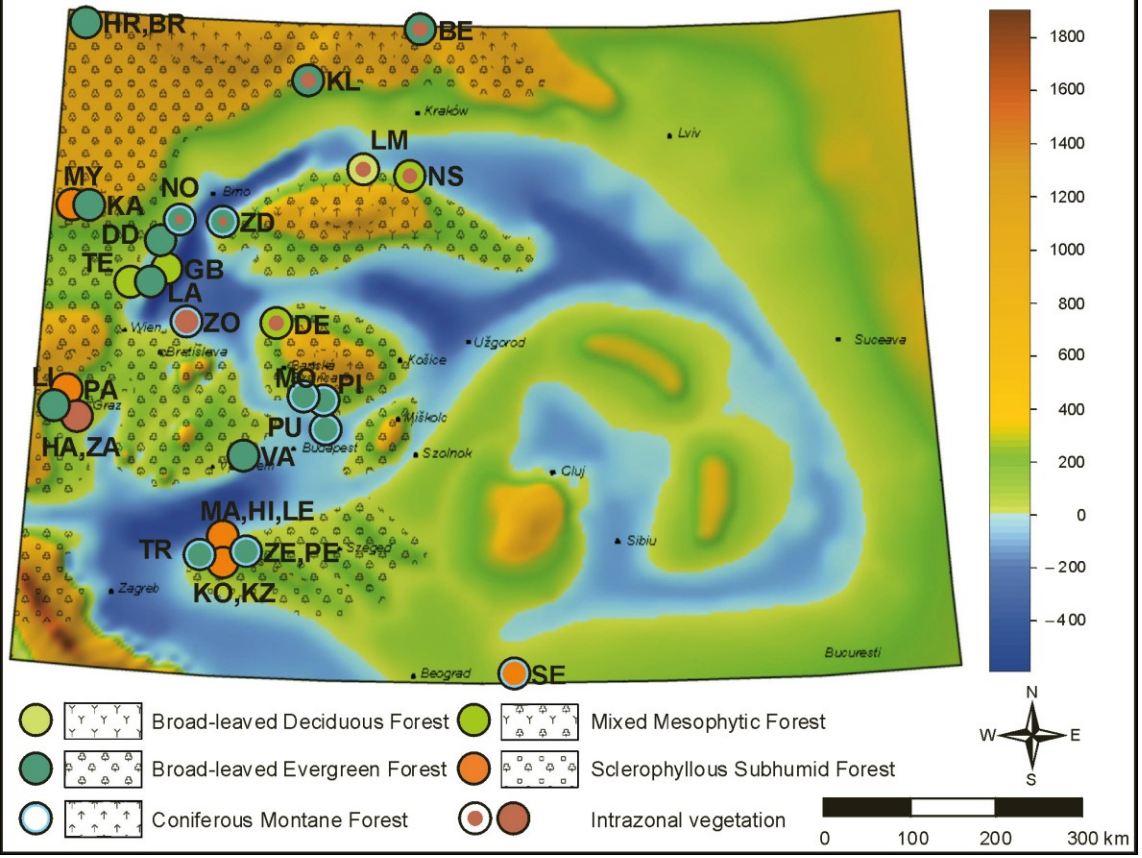 HR,BR
BE
1800
KL
1600
Kraków
Lviv
1400
LM
MY
NO
NS
1200
Brno
KA
ZD
DD
1000
TE
GB
LA
800
Wien
ZO
DE
Bratislava
Užgorod
Suceava
Košice
600
LI
PA
MO
PI
400
Graz
Miškolc
PU
HA,ZA
Budapest
200
VA
Szolnok
Cluj
MA,HI,LE
0
TR
ZE,PE
Szeged
Sibiu
−200
KO,KZ
Zagreb
−400
Bucuresti
Beograd
SE
N
W
E
S
Broad-leaved Deciduous Forest
Mixed Mesophytic Forest
Broad-leaved Evergreen Forest
Sclerophyllous Subhumid Forest
Coniferous Montane Forest
Intrazonal vegetation
0 100 200 300 km